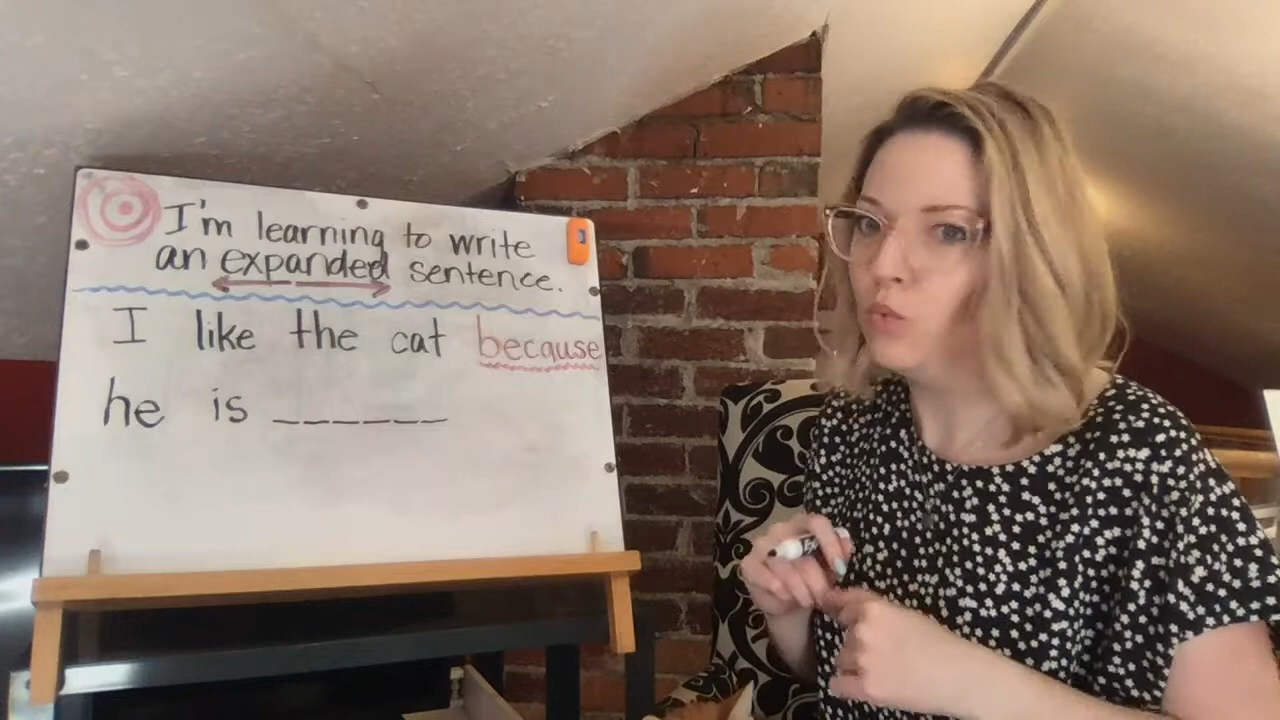 I'm learning to write
an expanded sentence.
I like the cat because
he is ______